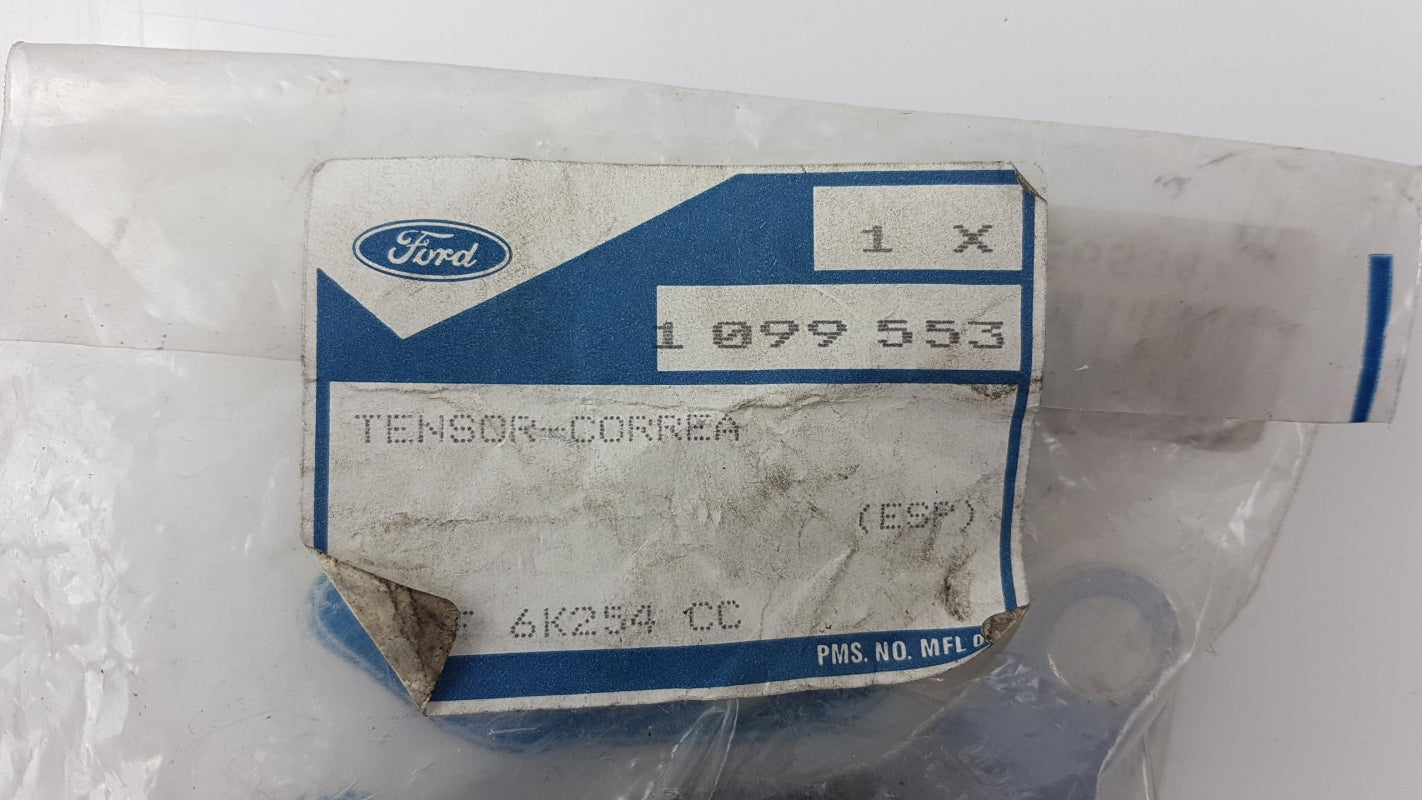 Ford
1 X
1 099 553
TENSOR-CORREA
(ESP)
6K254 CC
PMS. NO. MFL